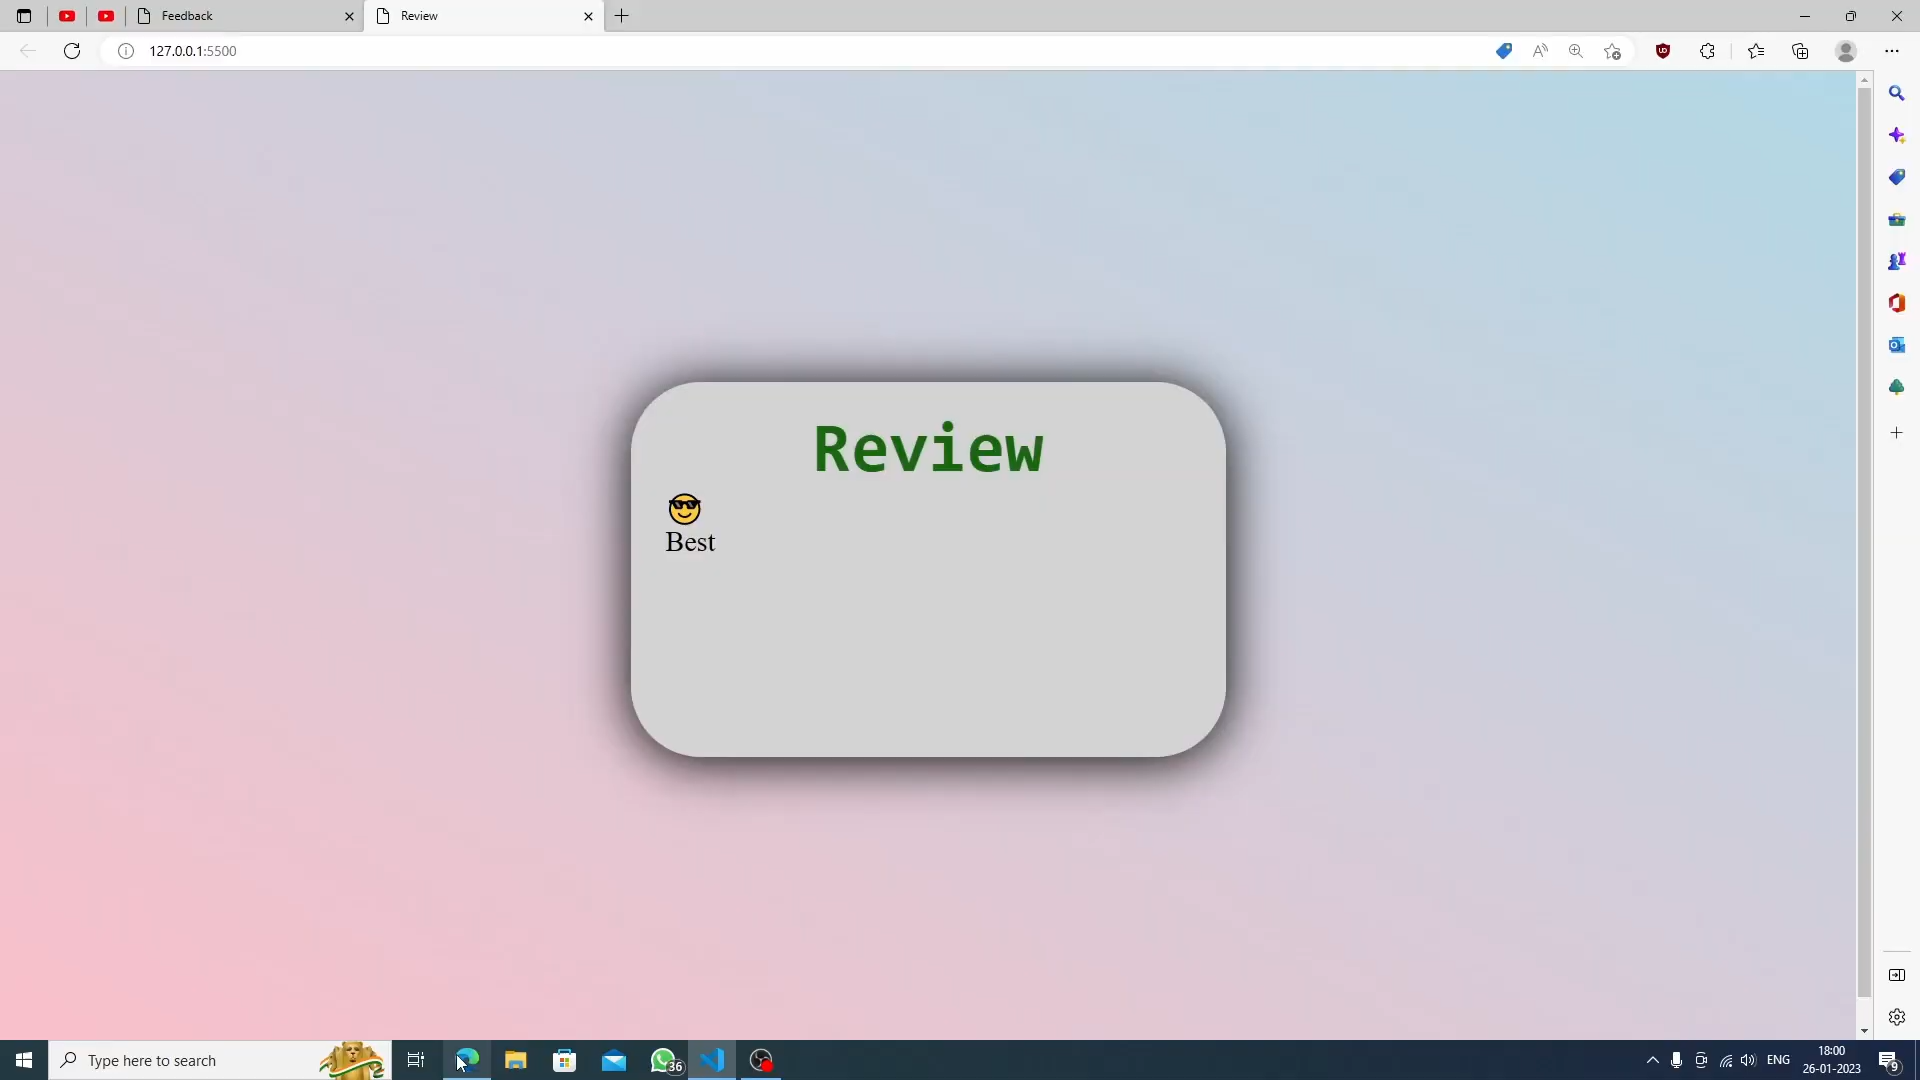 Feedback
Review
127.0.0.1:5500
Review
Best
Type here to search
36
ENG
18:00
26-01-2023
9